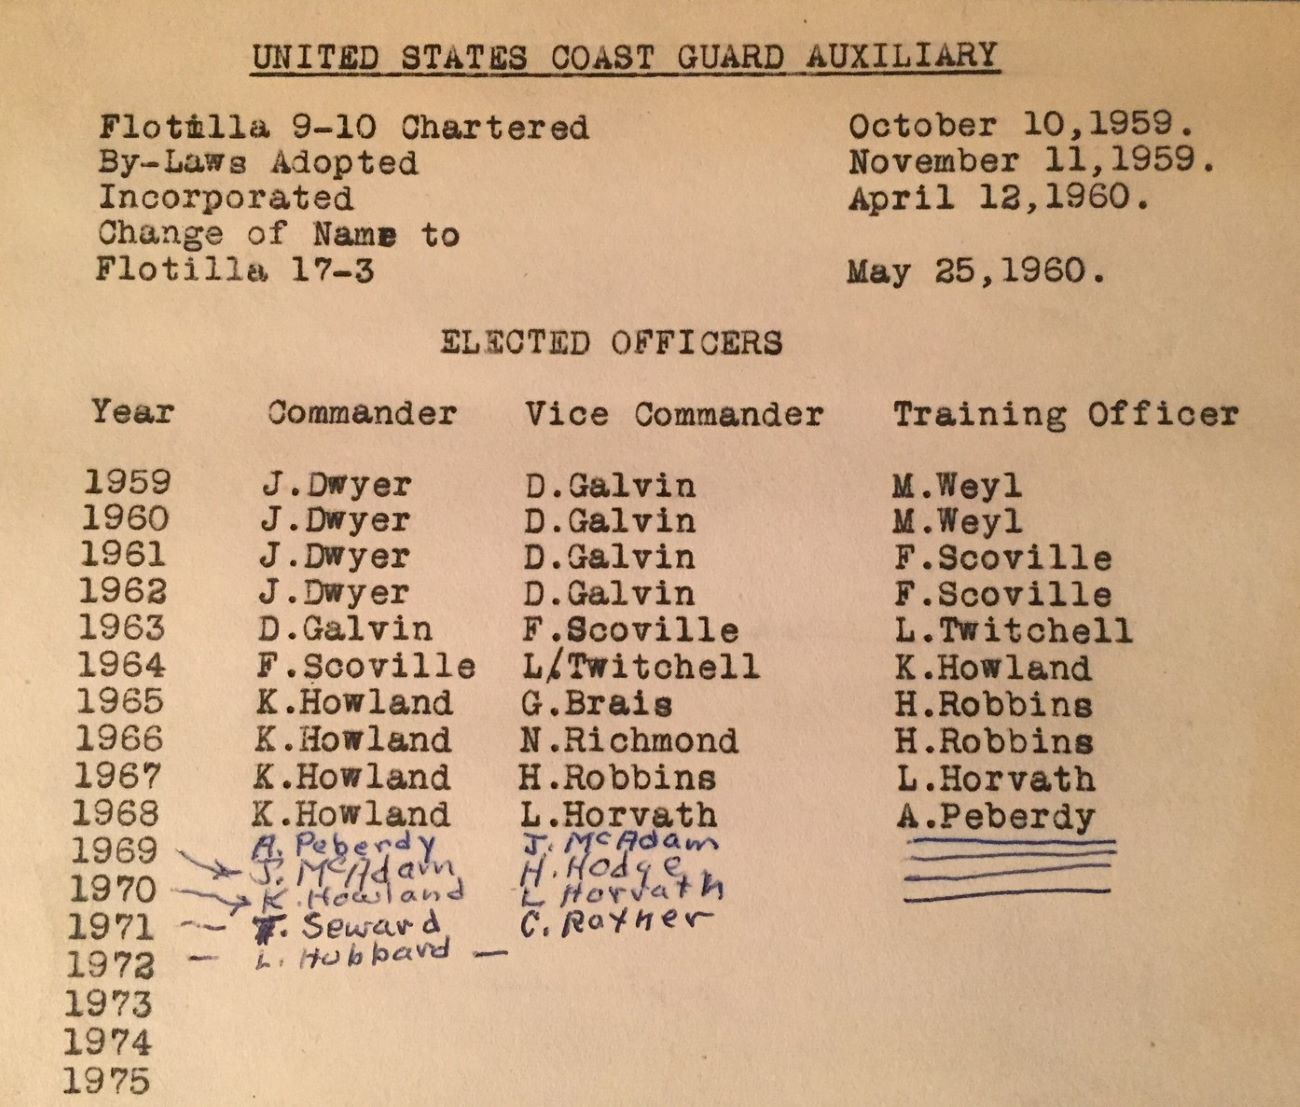 UNITED STATES COAST GUARD AUXILIARY
Flotilla 9-10 Chartered October 10,1959.
By-Laws Adopted November 11,1959.
Incorporated April 12,1960.
Change of Name to
Flotilla 17-3 May 25,1960.
ELECTED OFFICERS
Year Commander Vice Commander Training Officer
1959 J.Dwyer D.Galvin M.Weyl
1960 J.Dwyer D.Galvin M.Weyl
1961 J.Dwyer D.Galvin F.Scoville
1962 J.Dwyer D.Galvin F.Scoville
1963 D.Galvin F.Scoville L.Twitchell
1964 F.Scoville L/Twitchell K.Howland
1965 K.Howland G.Brais H.Robbins
1966 K.Howland N.Richmond H.Robbins
1967 K.Howland H.Robbins L.Horvath
1968 K.Howland L.Horvath A.Peberdy
A. Peberdy J. McAdam
1969 J. McAdam H. Hodge
1970 K. Howland L Horvath
1971 — T. Seward C. Rayher
1972 — L. Hubbard —
1973
1974
1975